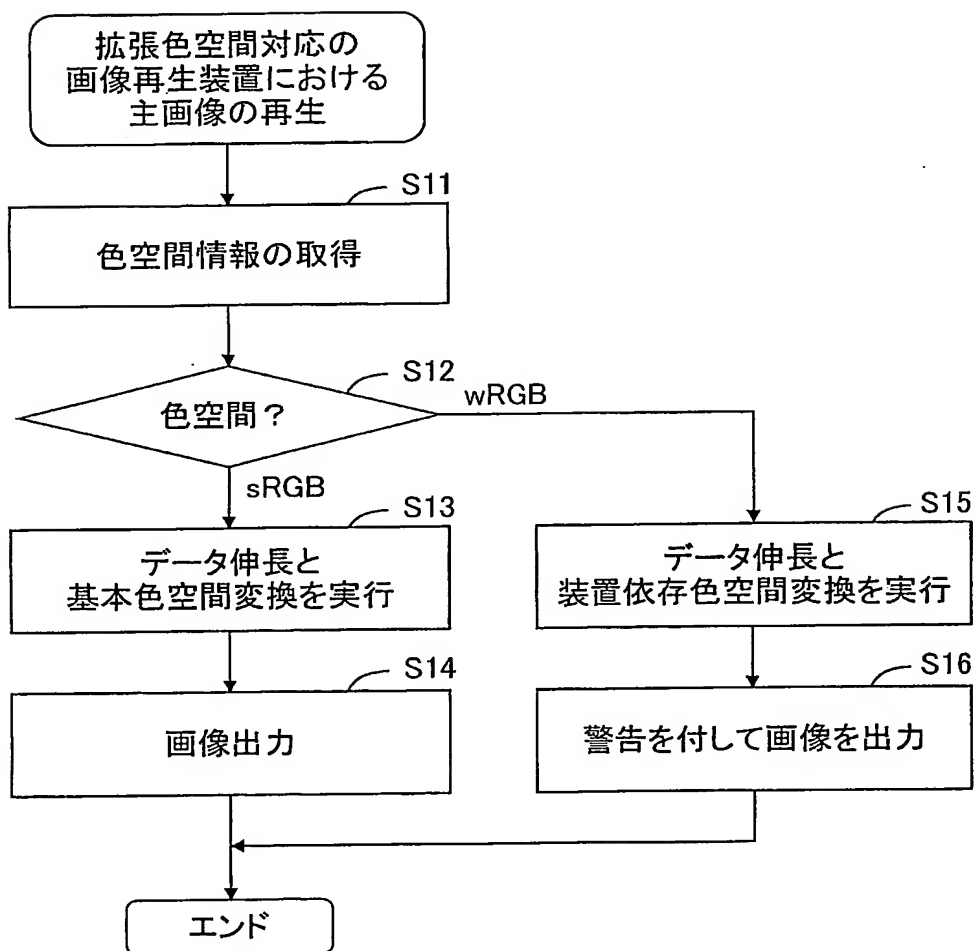 拡張色空間対応の
画像再生装置における
主画像の再生
S11
色空間情報の取得
S12
色空間？
wRGB
sRGB
S13
データ伸長と
基本色空間変換を実行
S15
データ伸長と
装置依存色空間変換を実行
S14
画像出力
S16
警告を付して画像を出力
エンド